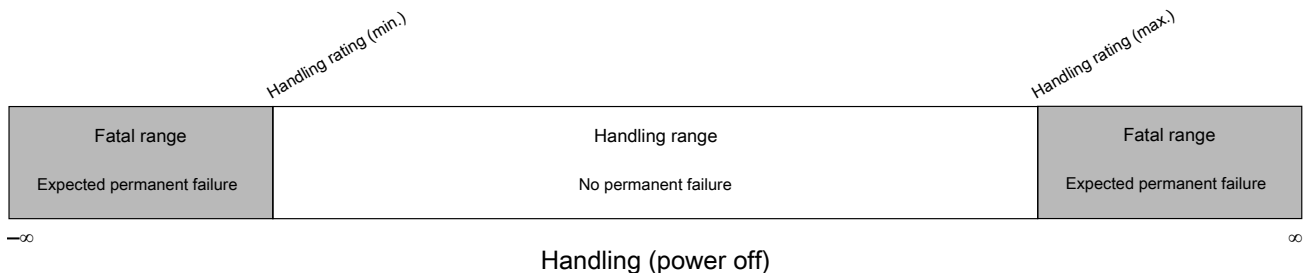 Handling rating (min.)
Handling rating (max.)
Fatal range
Handling range
Fatal range
Expected permanent failure
No permanent failure
Expected permanent failure
–∞
∞
Handling (power off)